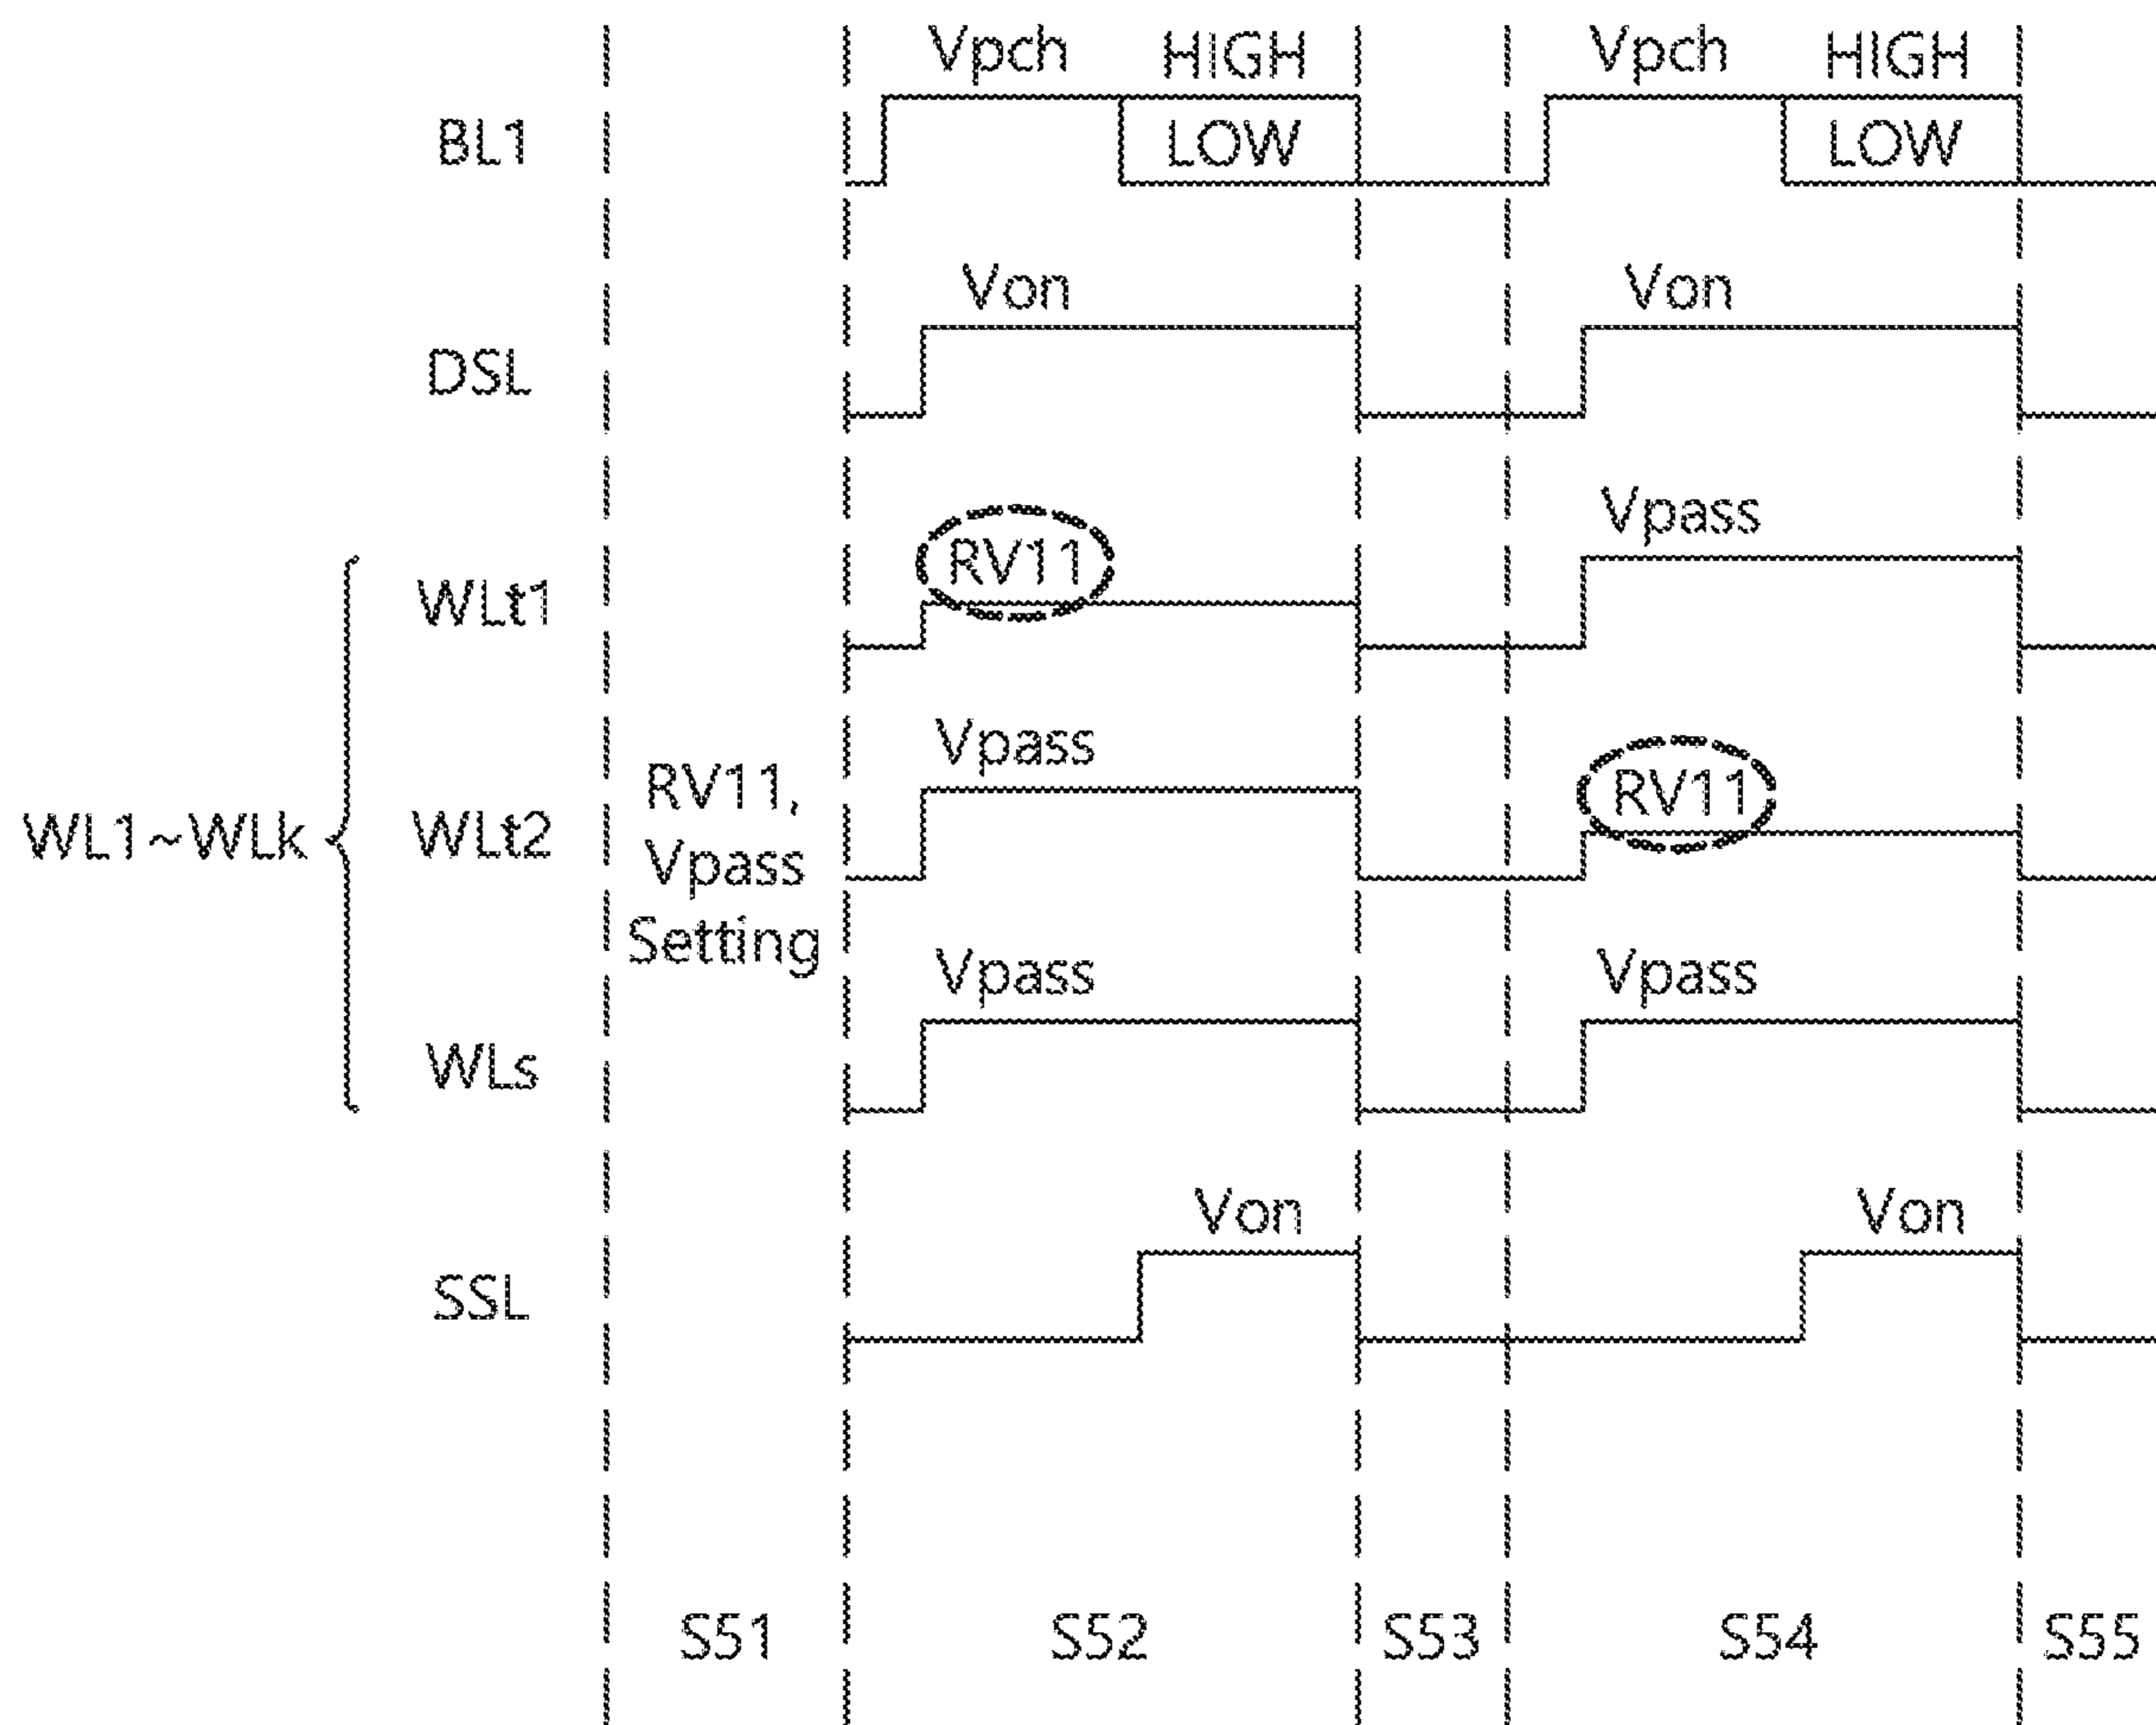 Vpch HIGH Vpch HIGH
BL1 LOW LOW
Von Von
DSL
Vpass
RV11
WLt1
Vpass
RV11, RV11
WL1~WLk WLt2 Vpass
Setting
Vpass Vpass
WLs
Von Von
SSL
S51 S52 S53 S54 S55